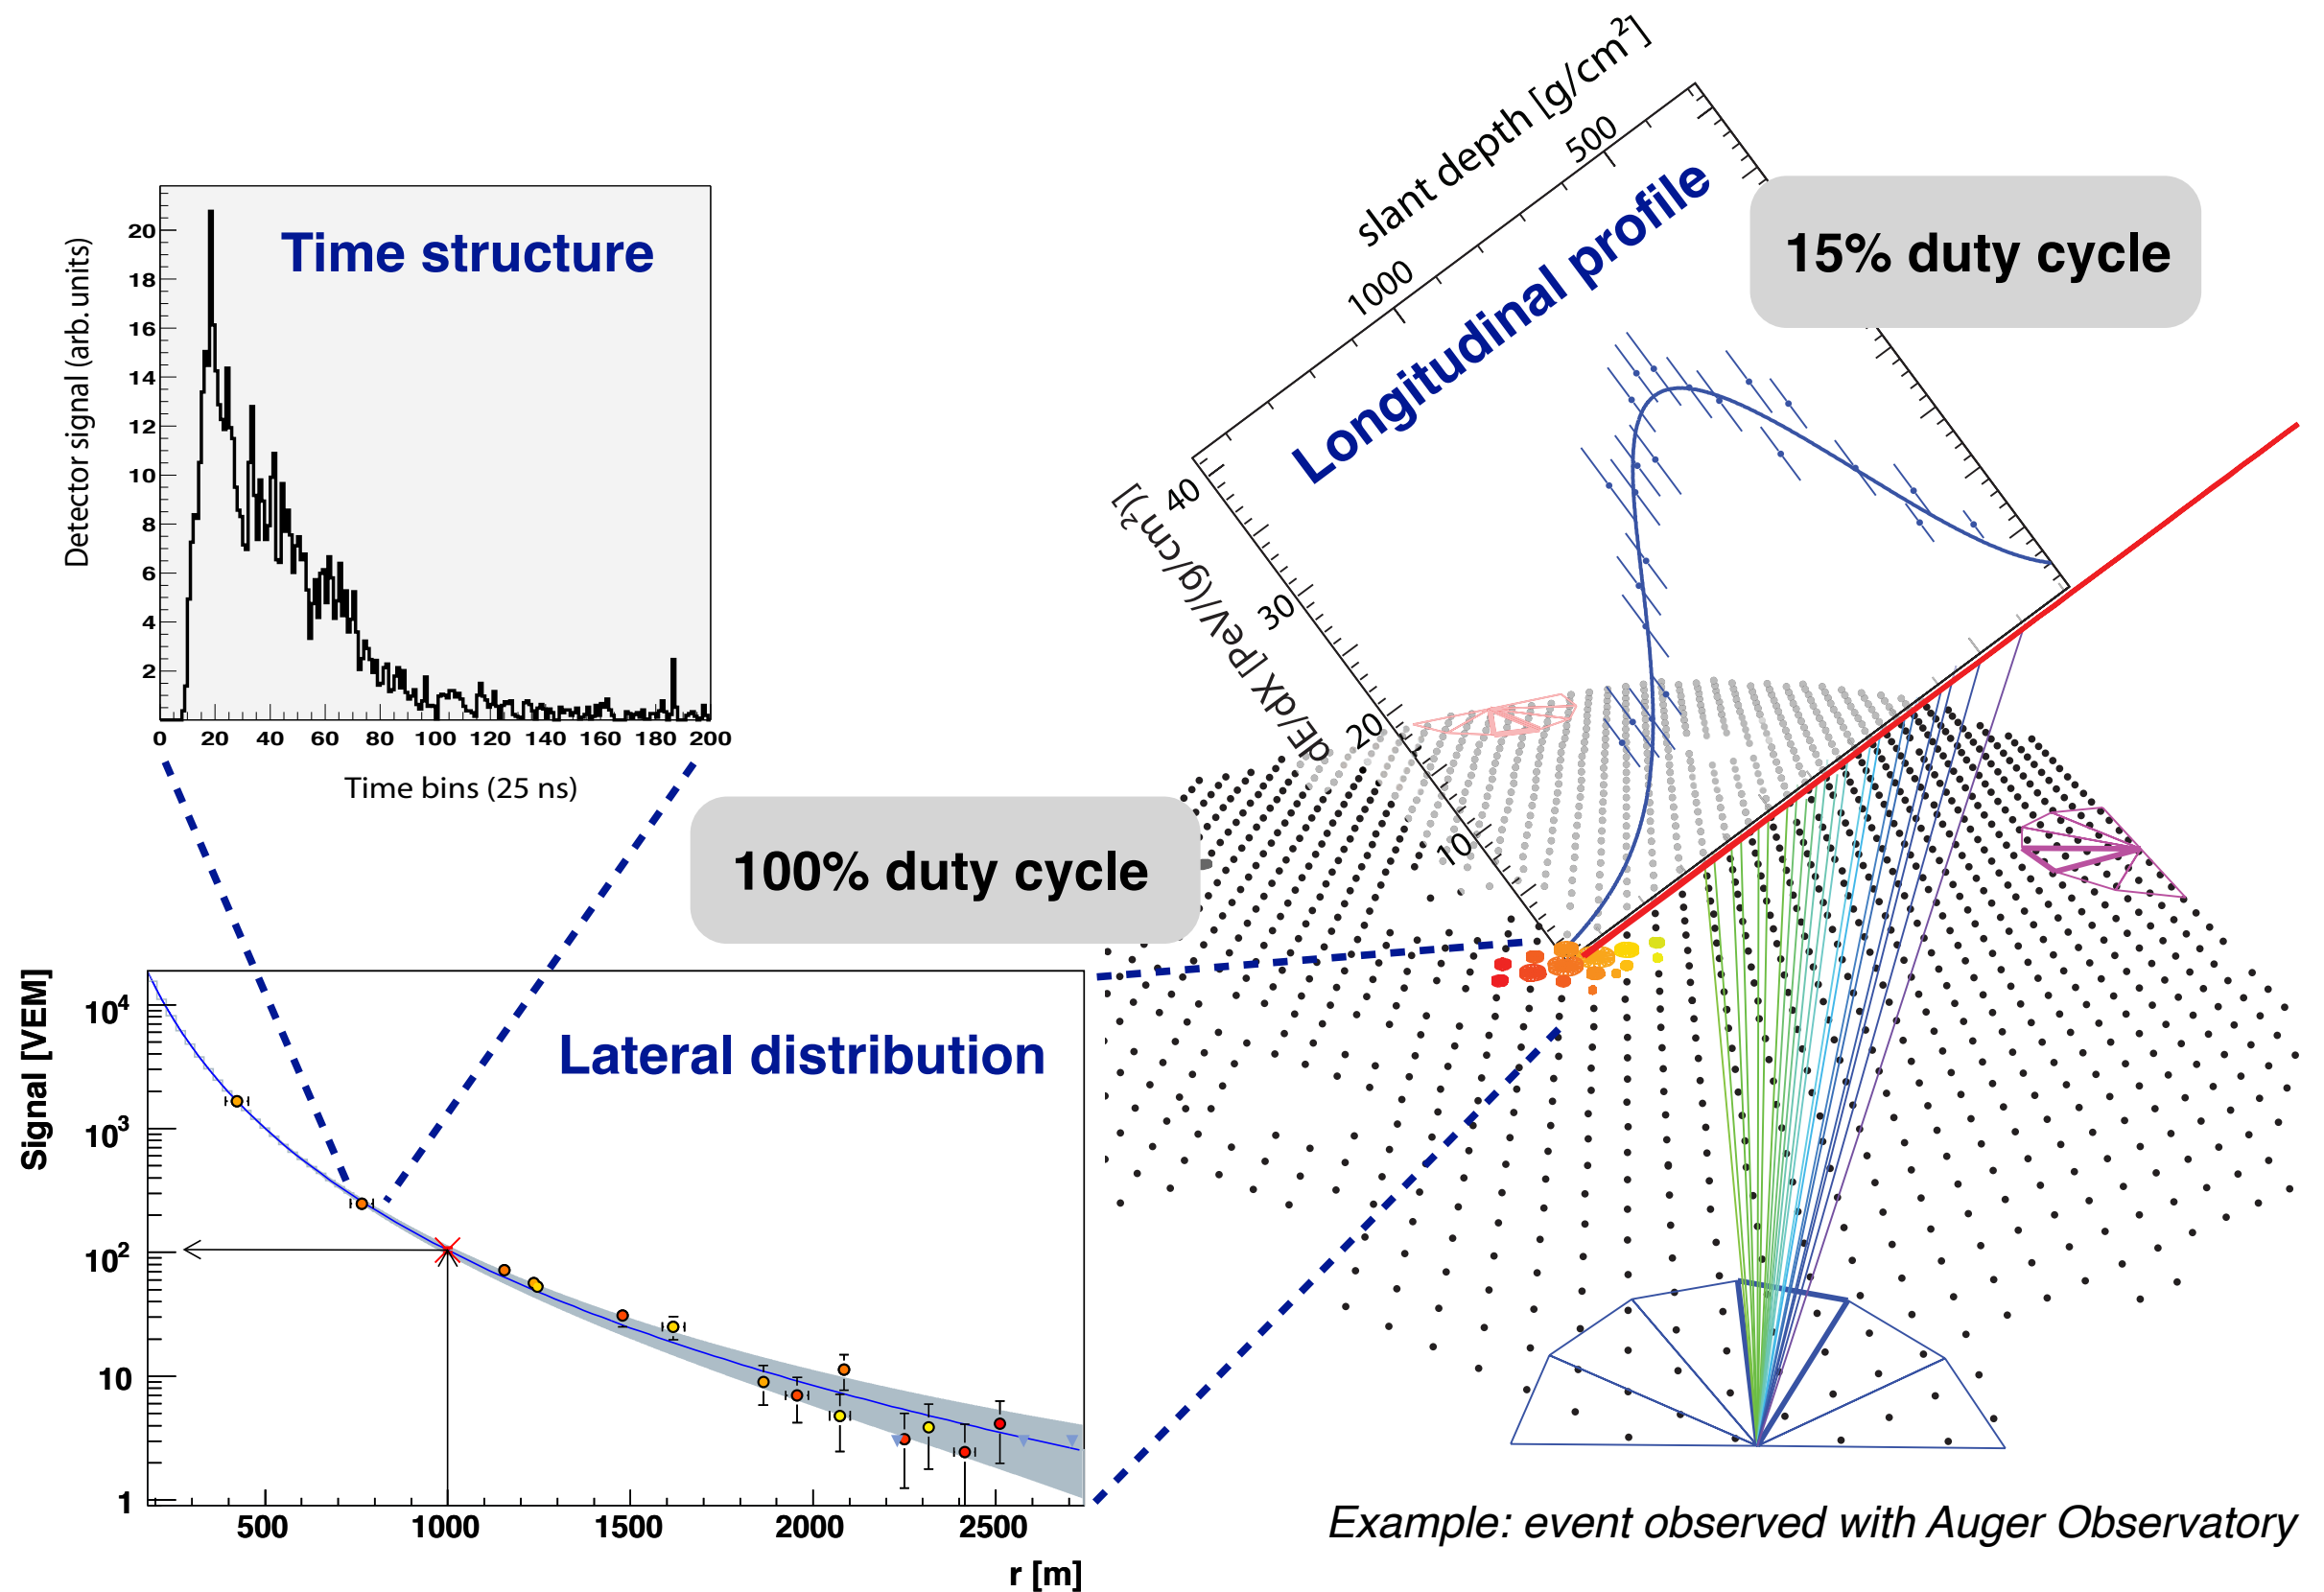 Time structure
Detector signal (arb. units)
20
18
16
14
12
10
8
6
4
2
0 20 40 60 80 100 120 140 160 180 200
Time bins (25 ns)
slant depth [g/cm²]
500
1000
Longitudinal profile
15% duty cycle
dE/dX [PeV/(g/cm²)]
40
30
20
10
100% duty cycle
Lateral distribution
Signal [VEM]
10⁴
10³
10²
10
1
500 1000 1500 2000 2500
r [m]
Example: event observed with Auger Observatory